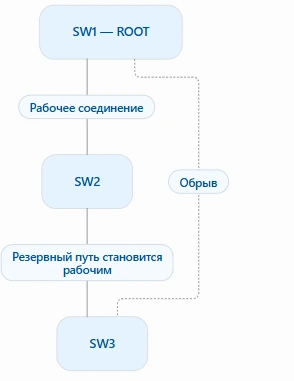 SW1 — ROOT
Рабочее соединение
SW2
Обрыв
Резервный путь становится
рабочим
SW3